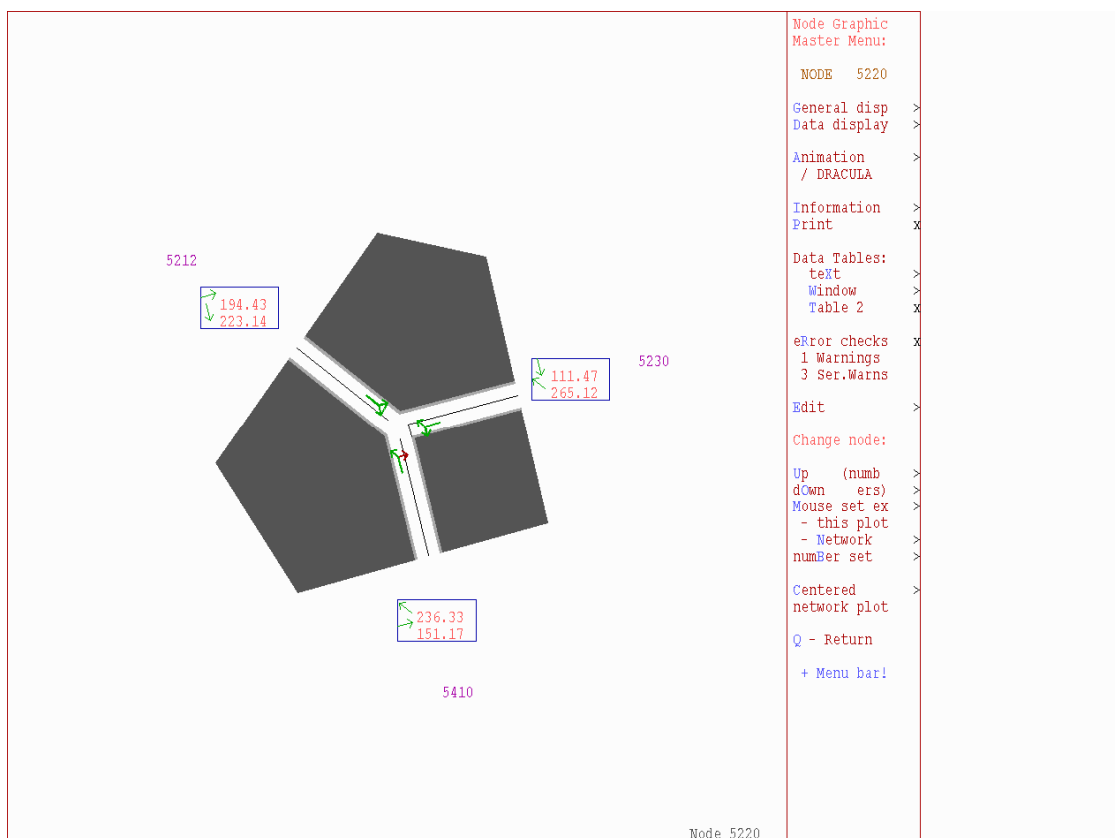 5212
194.43
223.14
111.47
265.12
5230
236.33
151.17
5410
Node 5220
Node Graphic
Master Menu:
NODE 5220
General disp >
Data display >
Animation >
/ DRACULA
Information >
Print x
Data Tables:
teXt >
Window >
Table 2 x
eRror checks x
1 Warnings
3 Ser.Warns
Edit >
Change node:
Up (numb >
dOwn ers) >
Mouse set ex >
- this plot
- Network >
numBer set >
Centered >
network plot
Q - Return
+ Menu bar!